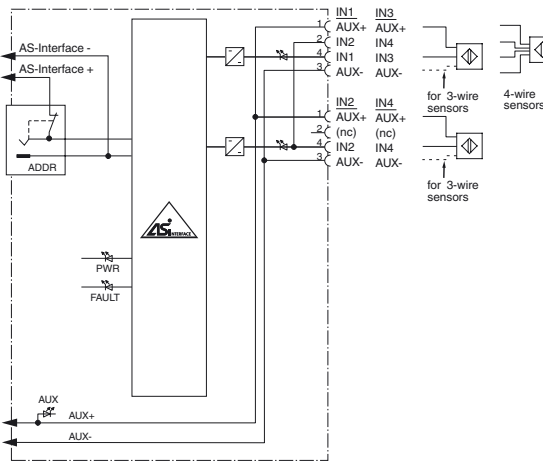 IN1 IN3
1 AUX+ AUX+
2 IN2 IN4
4 IN1 IN3
3 AUX- AUX-
AS-Interface -
AS-Interface +
for 3-wire
sensors
4-wire
sensors
IN2 IN4
1 AUX+ AUX+
2 (nc) (nc)
4 IN2 IN4
3 AUX- AUX-
for 3-wire
sensors
ADDR
ASi
INTERFACE
PWR
FAULT
AUX
AUX+
AUX-